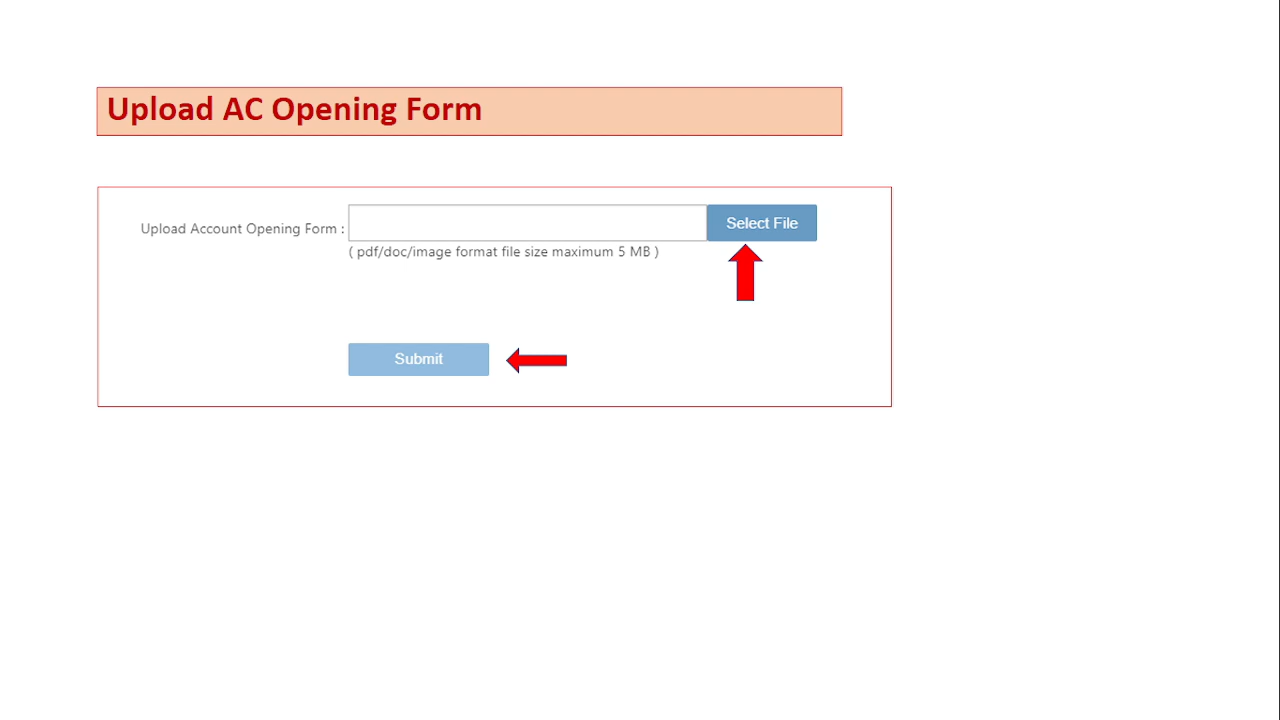 Upload AC Opening Form
Upload Account Opening Form : Select File
( pdf/doc/image format file size maximum 5 MB )
Submit